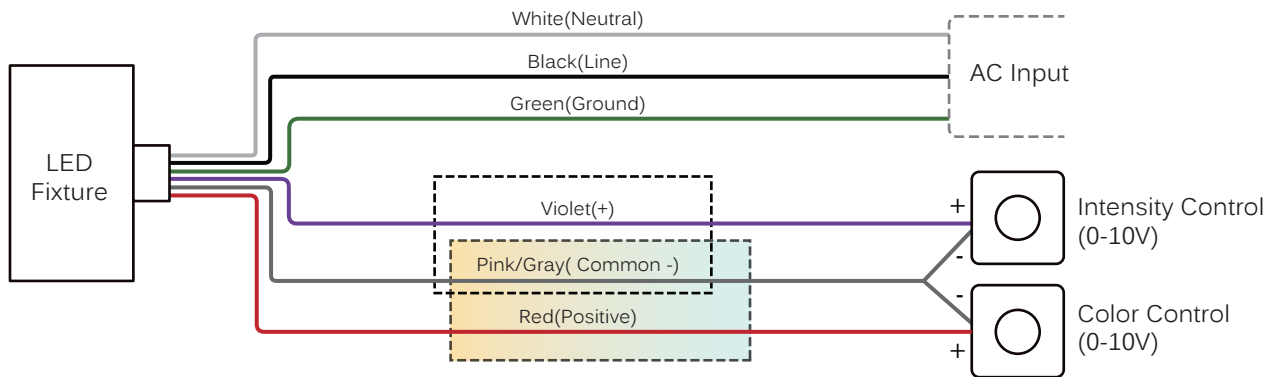 White(Neutral)
Black(Line)
AC Input
Green(Ground)
LED
Fixture
Violet(+)
+
Intensity Control
(0-10V)
-
Pink/Gray( Common -)
-
Red(Positive)
Color Control
(0-10V)
+